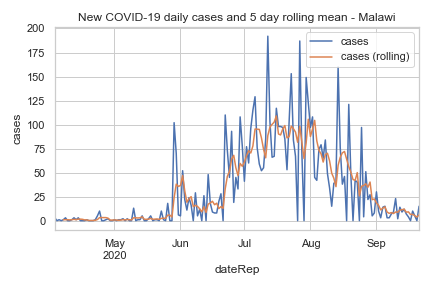 New COVID-19 daily cases and 5 day rolling mean - Malawi
200
175
150
125
100
75
50
25
0
cases
cases
cases (rolling)
May
2020
Jun
Jul
Aug
Sep
dateRep